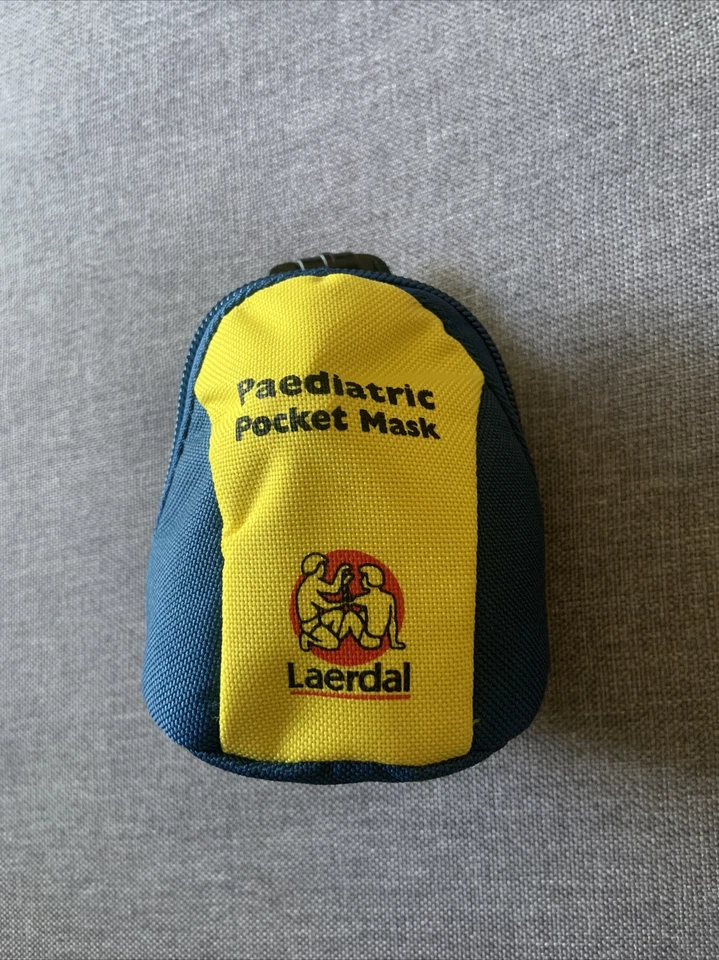 Paediatric
Pocket Mask
Laerdal